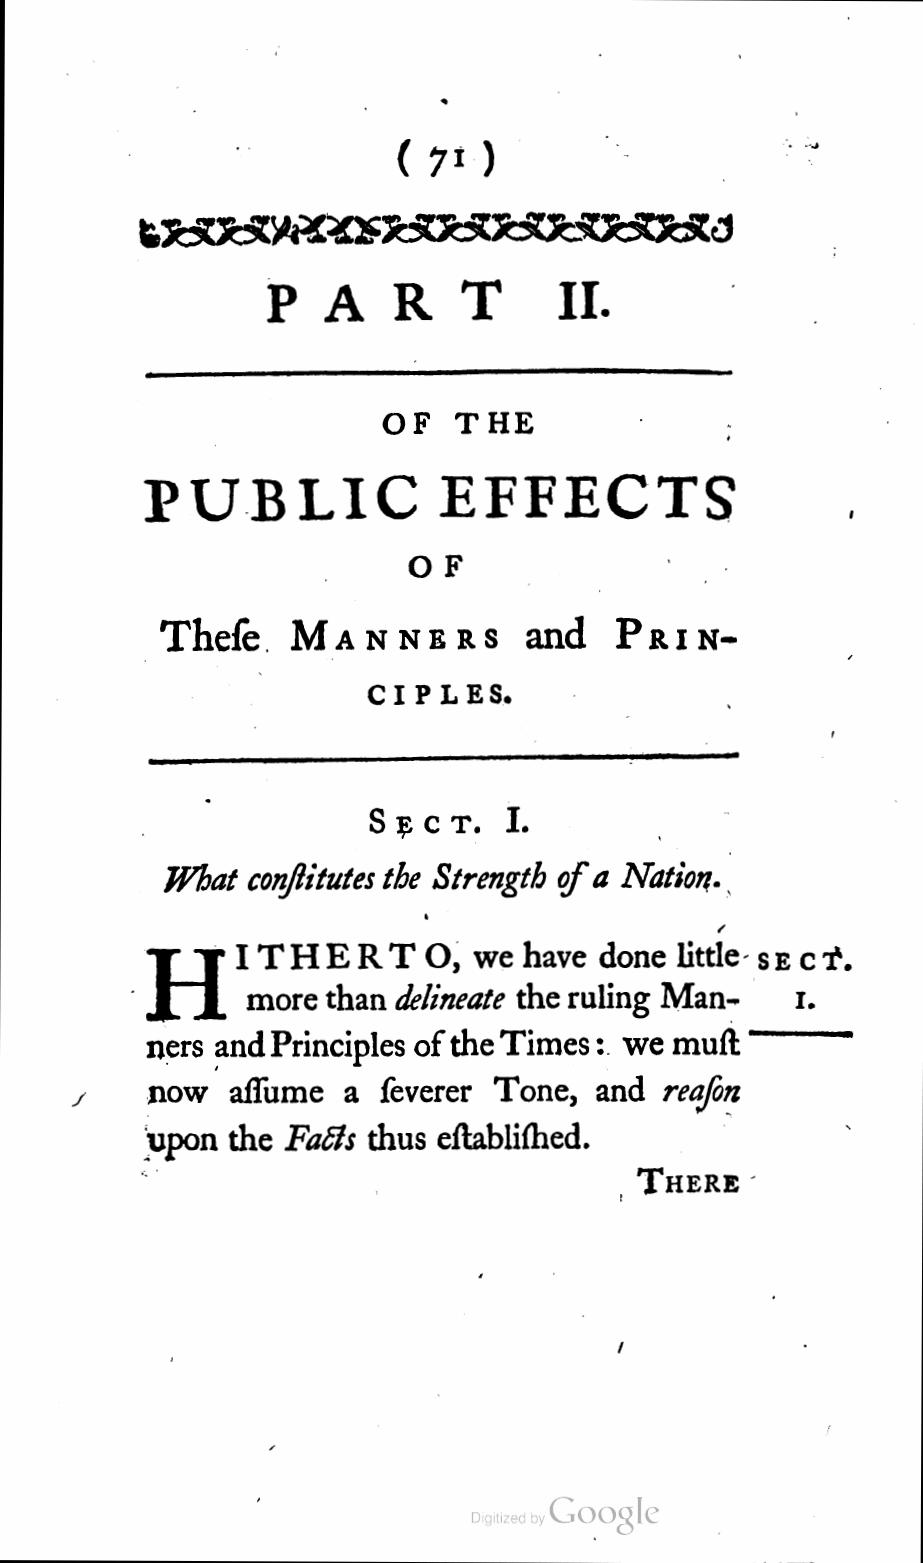 ( 71 )
PART II.
OF THE
PUBLIC EFFECTS
OF
Theſe MANNERS and PRIN-
CIPLES.
SECT. I.
What conſtitutes the Strength of a Nation.
HITHERTO, we have done little
SECT.
I.
more than delineate the ruling Man-
ners and Principles of the Times: we muſt
now aſſume a ſeverer Tone, and reaſon
upon the Facts thus eſtabliſhed.
THERE
Digitized by Google